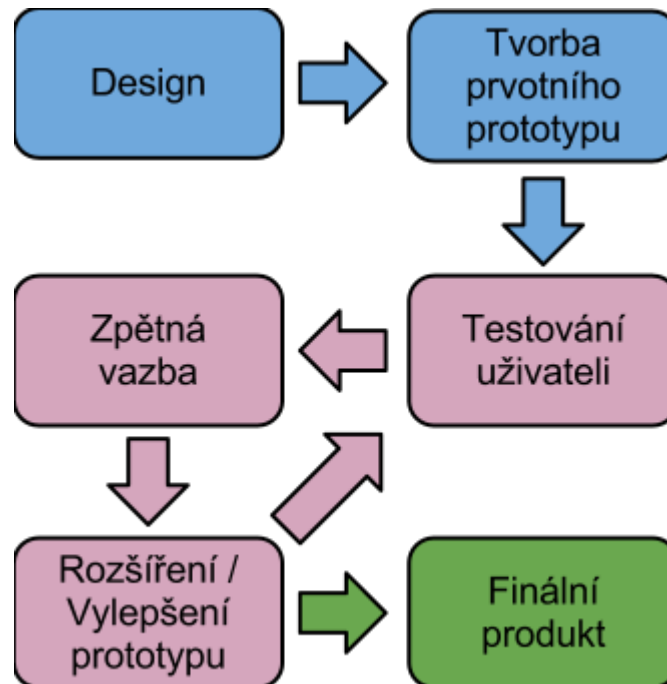 Design
Tvorba
prvotního
prototypu
Testování
uživateli
Zpětná
vazba
Rozšíření /
Vylepšení
prototypu
Finální
produkt